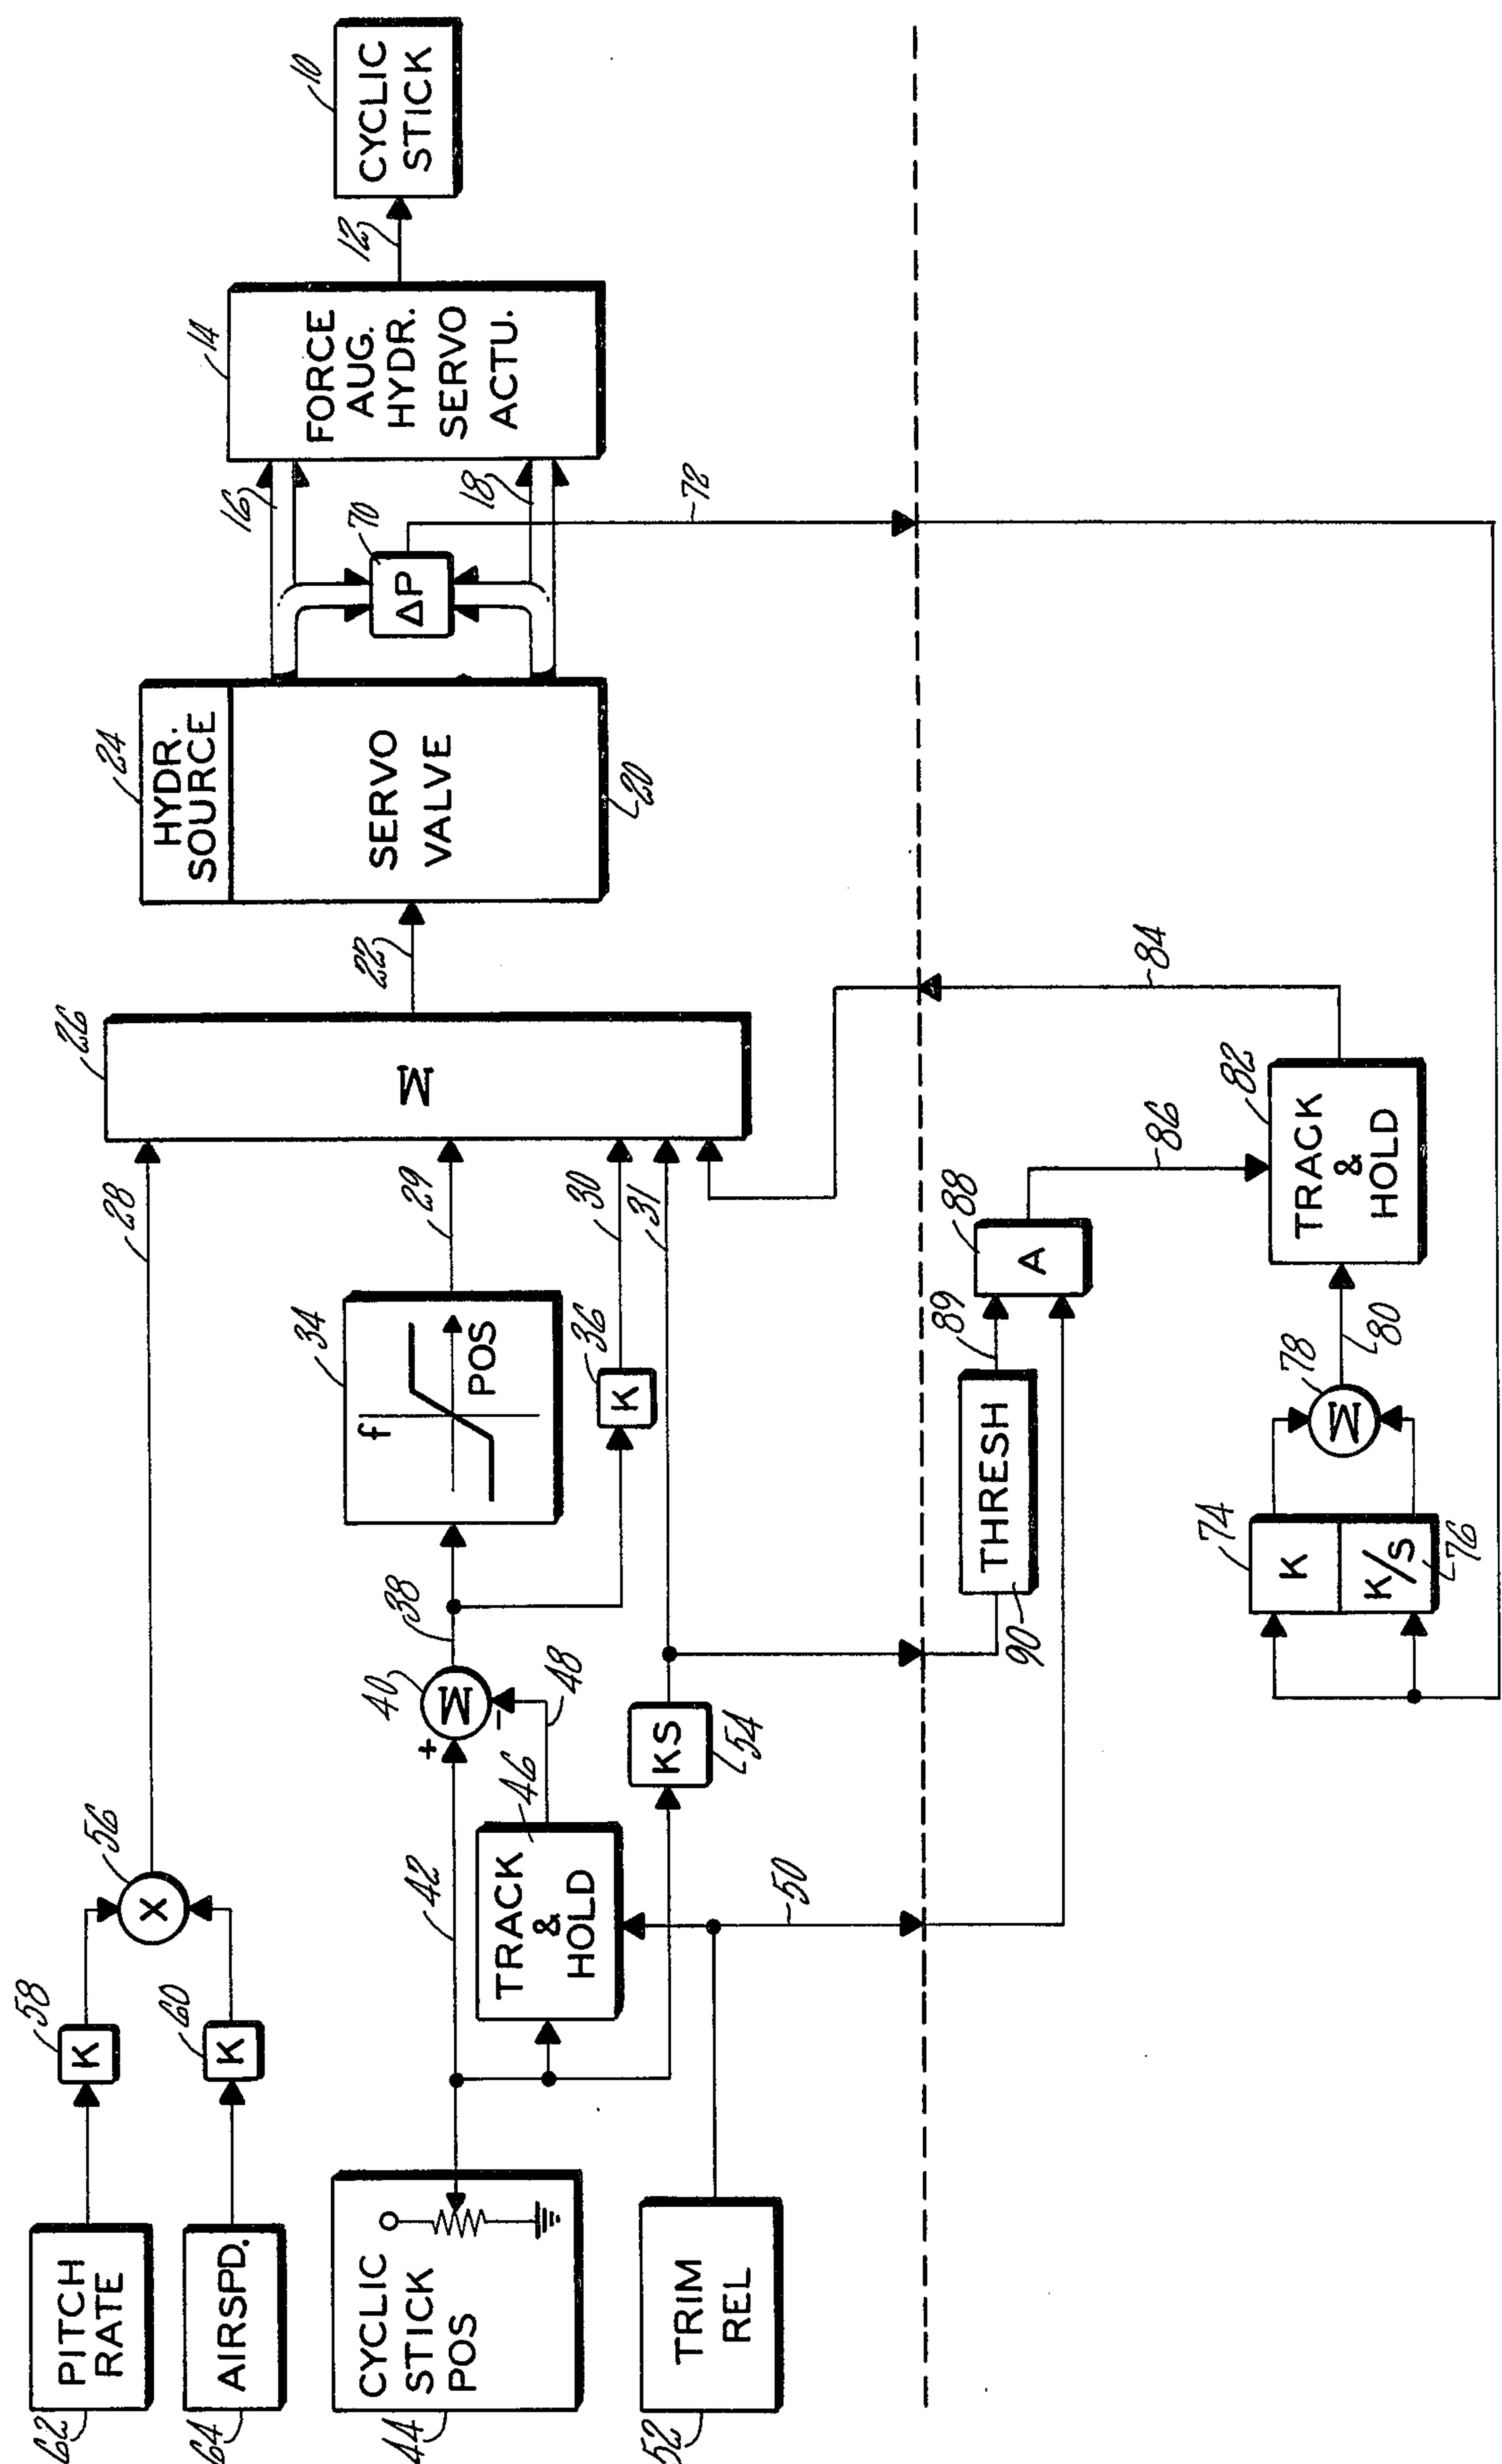 62
PITCH
RATE
K
58
X
56
28
64
AIRSPD.
K
60
44
CYCLIC
STICK
POS
42
+
-
Σ
40
38
f
POS
34
29
TRACK
&
HOLD
46
48
K
36
30
KS
54
31
52
TRIM
REL
50
Σ
26
22
24
HYDR.
SOURCE
SERVO
VALVE
20
16
18
ΔP
70
72
14
FORCE
AUG.
HYDR.
SERVO
ACTU.
12
10
CYCLIC
STICK
THRESH
90
89
A
88
86
74
K
K/S
76
Σ
78
80
TRACK
&
HOLD
82
84